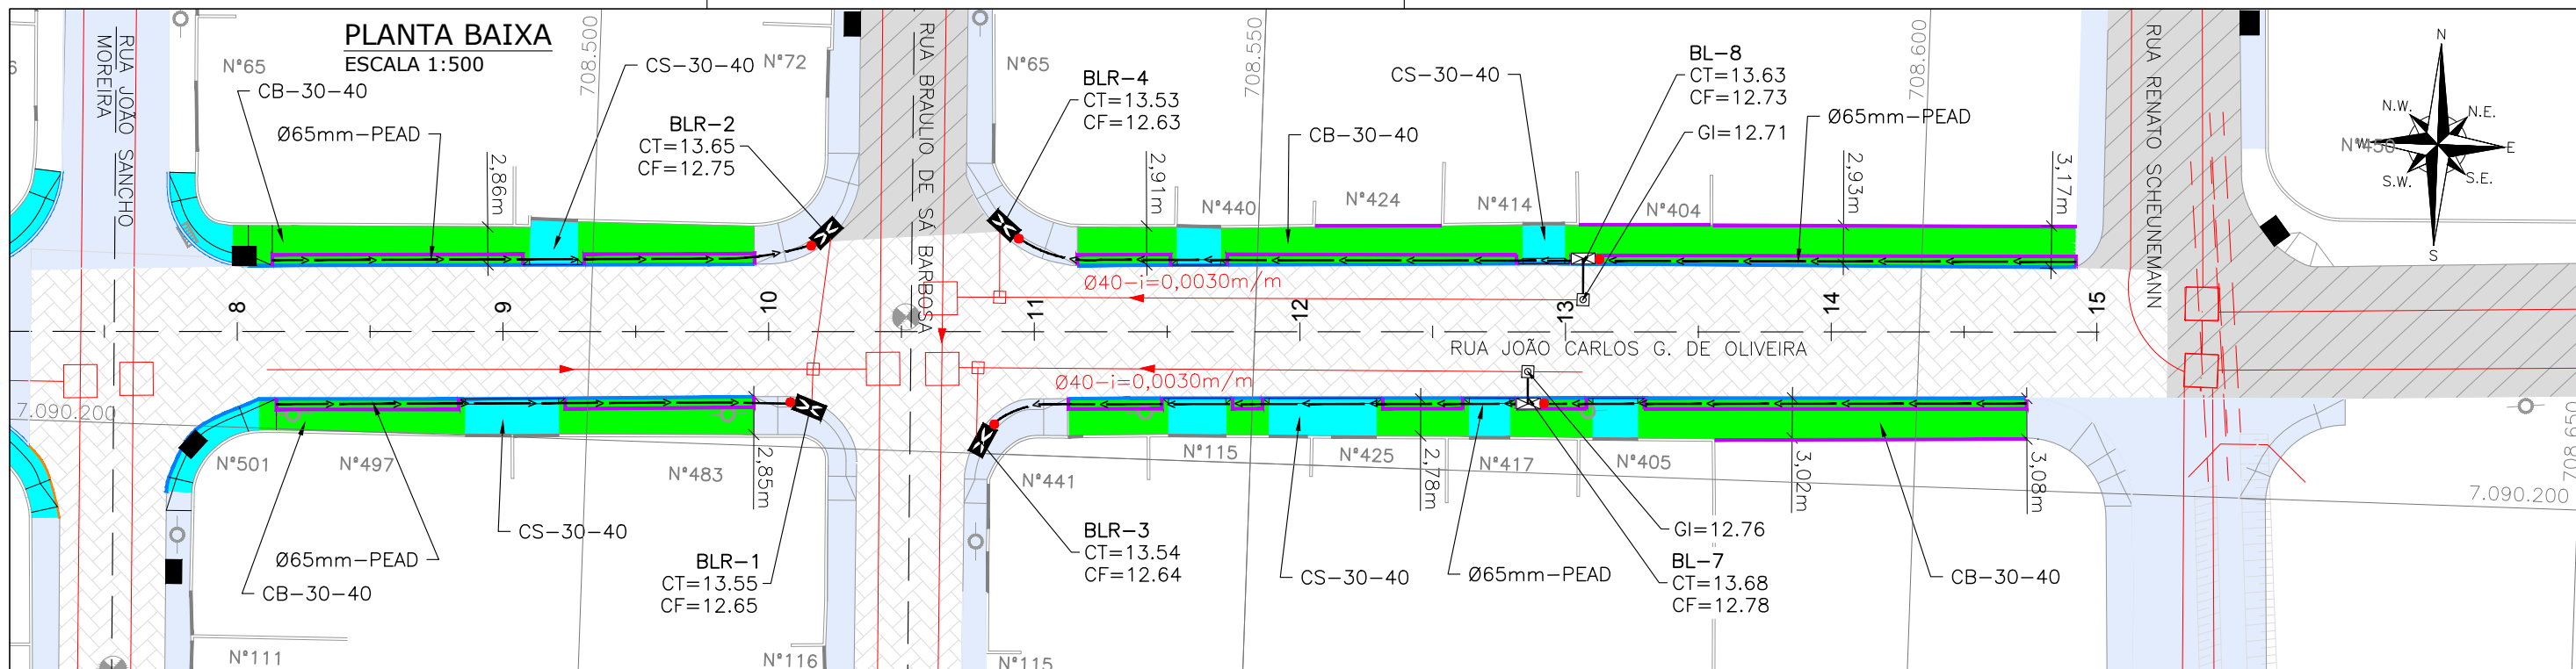 PLANTA BAIXA
ESCALA 1:500
RUA JOÃO SANCHO
MOREIRA
N°65
CB-30-40
Ø65mm-PEAD
2,86m
708.500
CS-30-40
N°72
BLR-2
CT=13.65
CF=12.75
RUA BRAULIO DE SÁ BARBOSA
N°65
BLR-4
CT=13.53
CF=12.63
2,91m
708.550
CB-30-40
CS-30-40
N°440
N°424
N°414
N°404
BL-8
CT=13.63
CF=12.73
GI=12.71
Ø65mm-PEAD
2,93m
708.600
3,17m
RUA RENATO SCHEUNEMANN
N
N.E.
E
S.E.
S
S.W.
W
N.W.
N°450
6
8
9
10
11
12
13
14
15
Ø40-i=0,0030m/m
RUA JOÃO CARLOS G. DE OLIVEIRA
Ø40-i=0,0030m/m
7.090.200
N°501
N°497
N°483
2,85m
CS-30-40
Ø65mm-PEAD
CB-30-40
BLR-1
CT=13.55
CF=12.65
N°111
N°116
N°441
N°115
N°425
2,78m
N°417
N°405
3,02m
3,08m
BLR-3
CT=13.54
CF=12.64
CS-30-40
Ø65mm-PEAD
GI=12.76
BL-7
CT=13.68
CF=12.78
CB-30-40
N°115
7.090.200
708.650